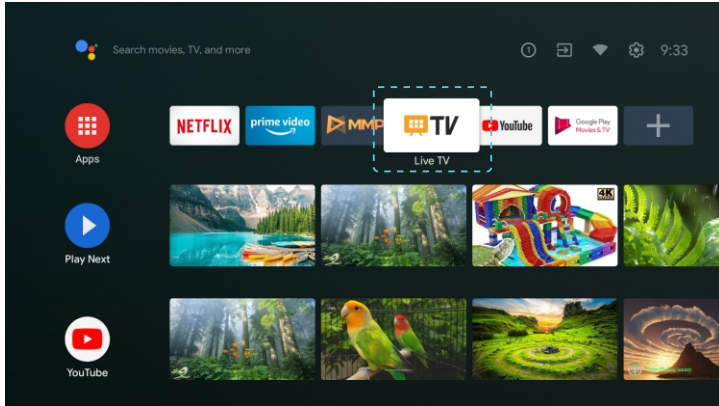 Search movies, TV, and more
1
9:33
NETFLIX
prime video
MMP
TV
YouTube
Google Play
Movies & TV
Apps
Live TV
4K
Play Next
YouTube